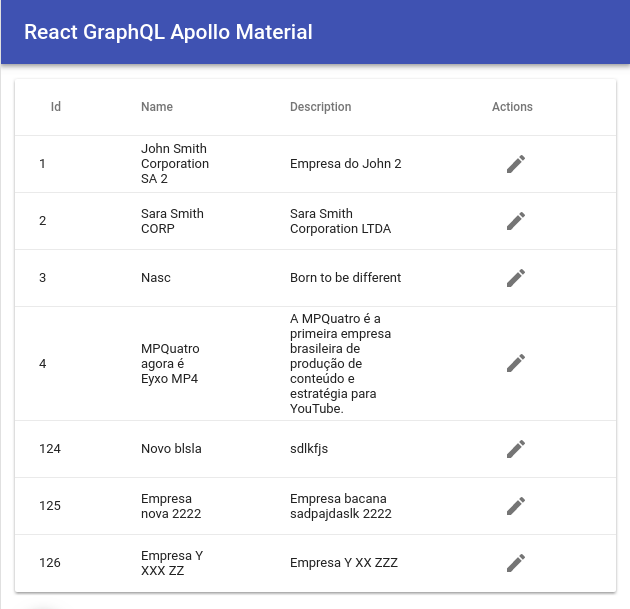 React GraphQL Apollo Material
Id Name Description Actions
John Smith
Corporation
SA 2
1 Empresa do John 2
Sara Smith
CORP
2 Sara Smith
Corporation LTDA
3 Nasc Born to be different
4 MPQuatro
agora é
Eyxo MP4
A MPQuatro é a
primeira empresa
brasileira de
produção de
conteúdo e
estratégia para
YouTube.
124 Novo blsla sdlkfjs
125 Empresa
nova 2222
Empresa bacana
sadpajdaslk 2222
126 Empresa Y
XXX ZZ
Empresa Y XX ZZZ